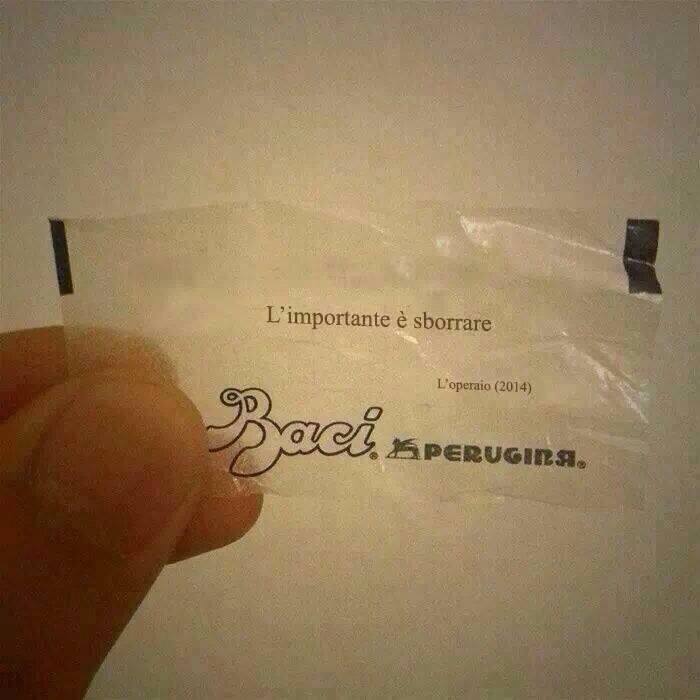 L'importante è sborrare
L'operaio (2014)
Baci® PERUGINA®